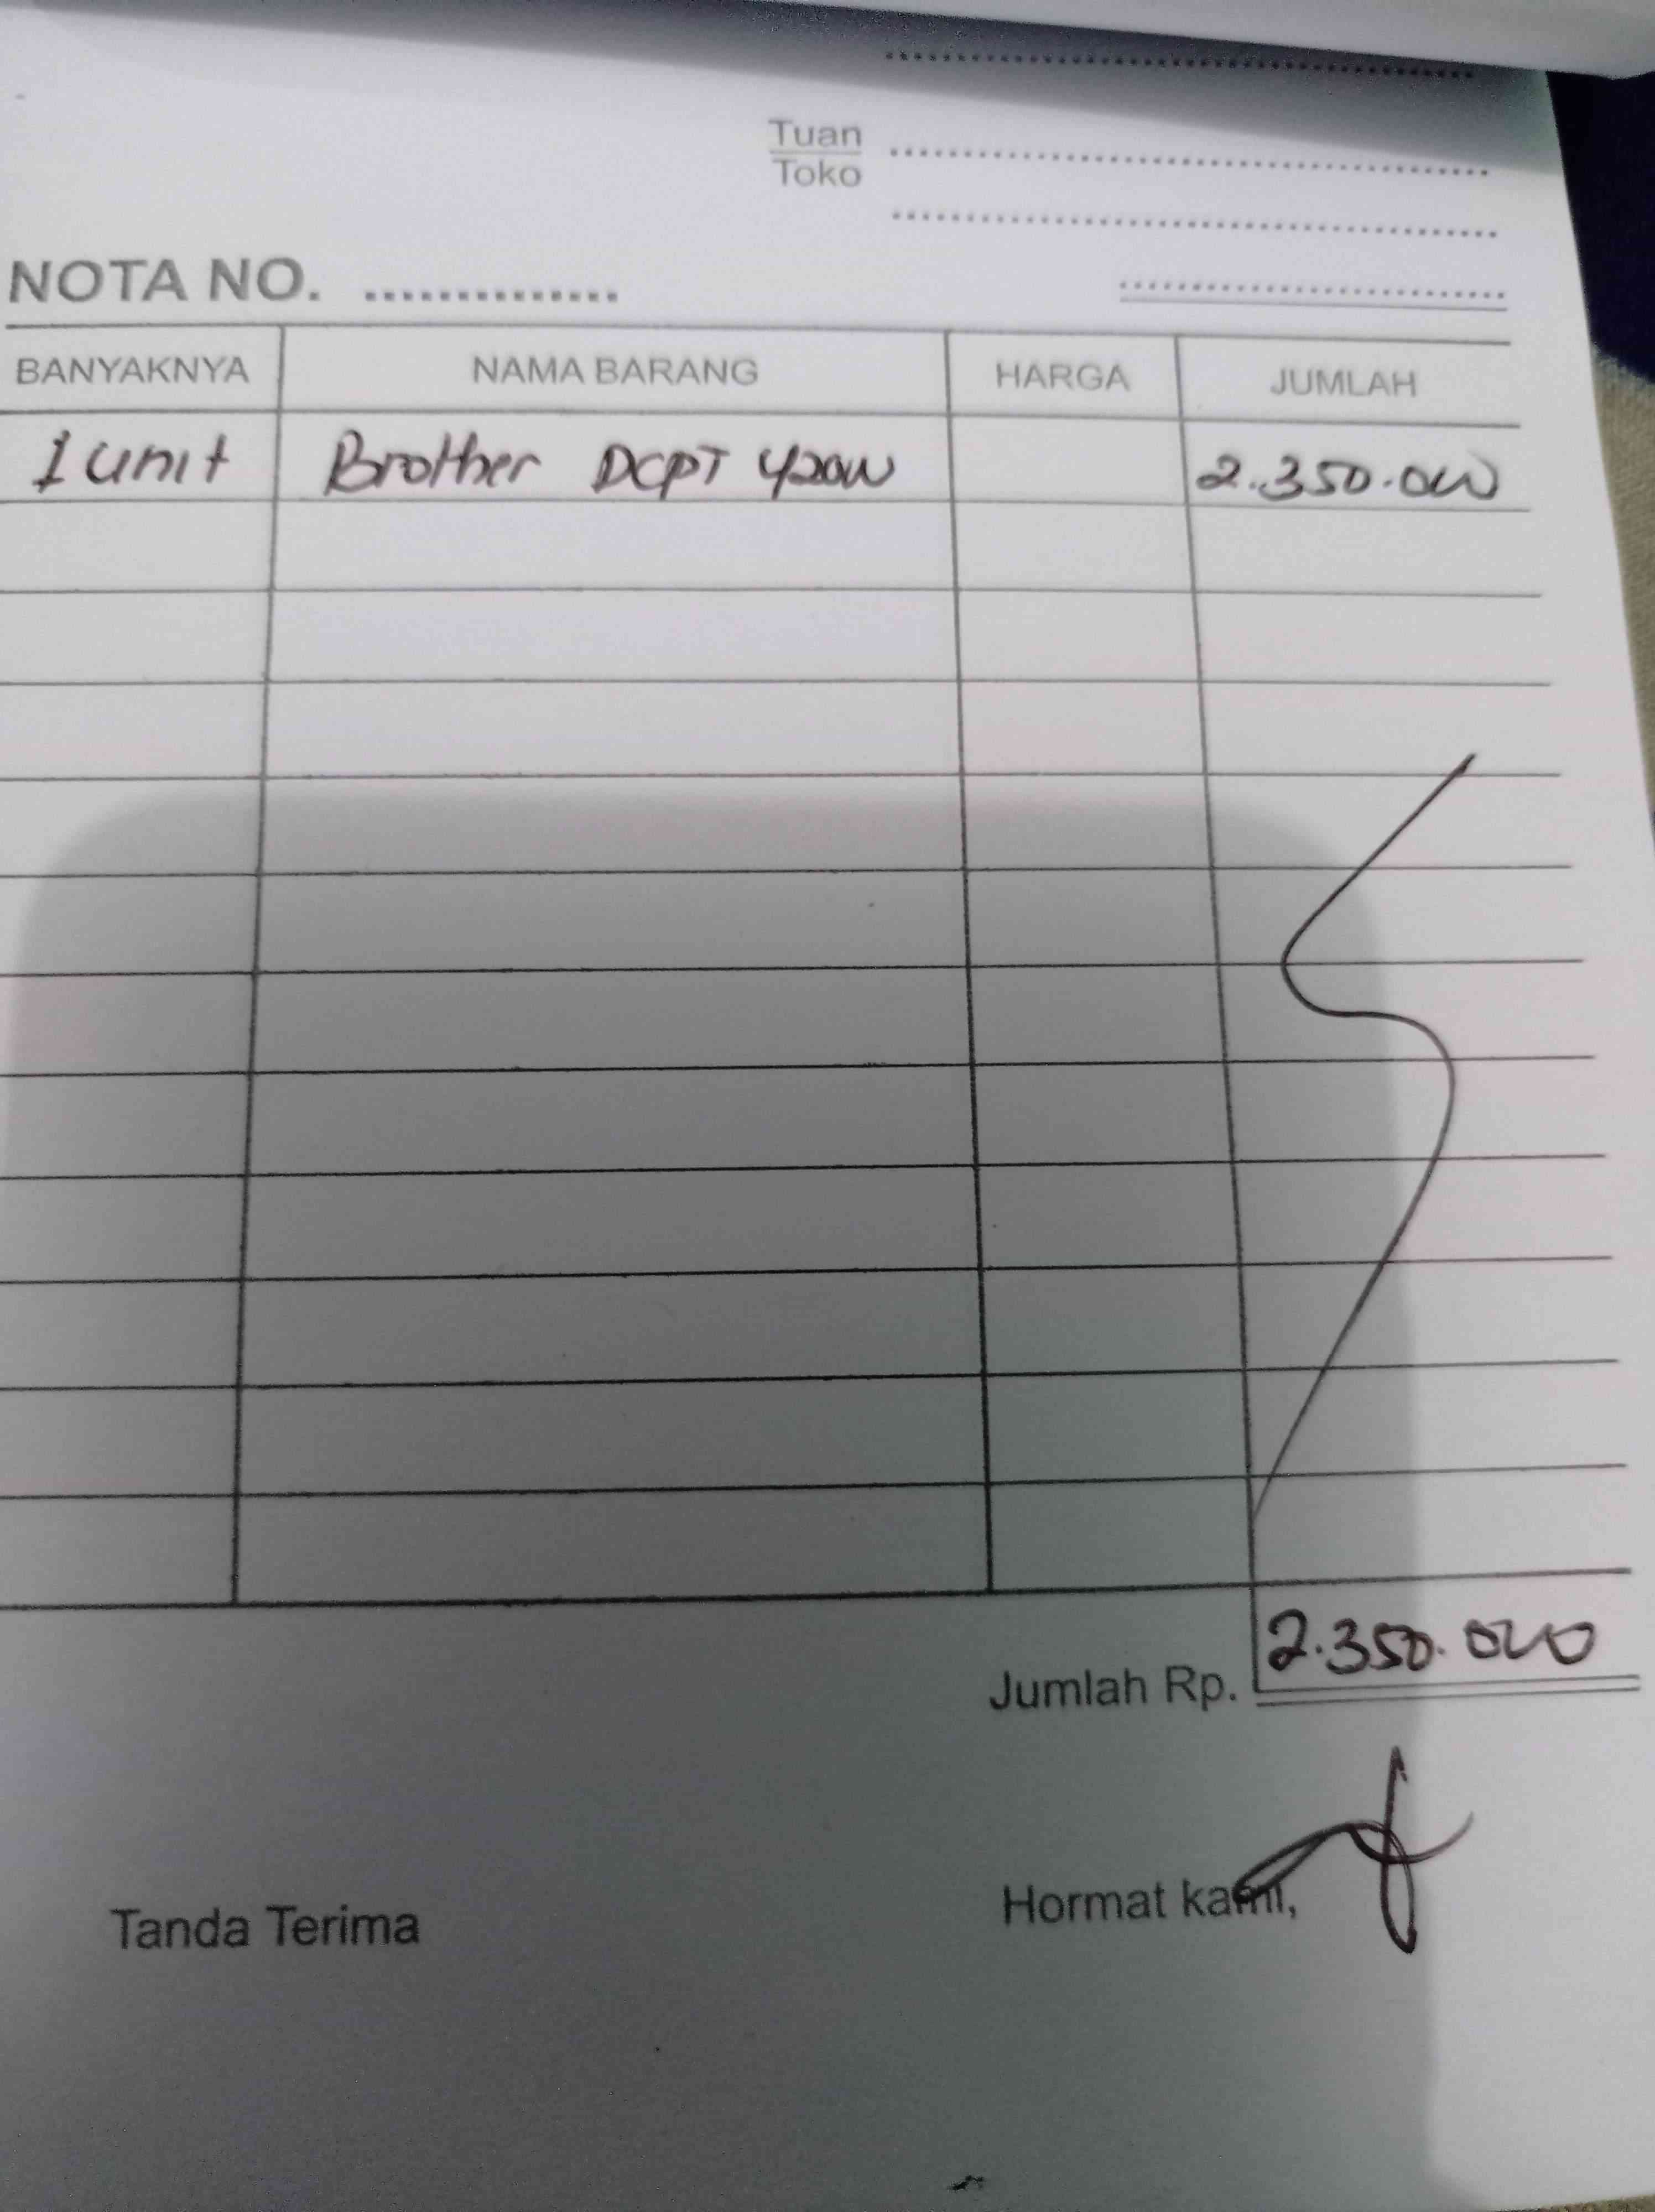 Tuan
Toko
NOTA NO.
BANYAKNYA NAMA BARANG HARGA JUMLAH
1 unit Brother DCPT 420W 2.350.000
Jumlah Rp. 2.350.000
Tanda Terima Hormat kami,